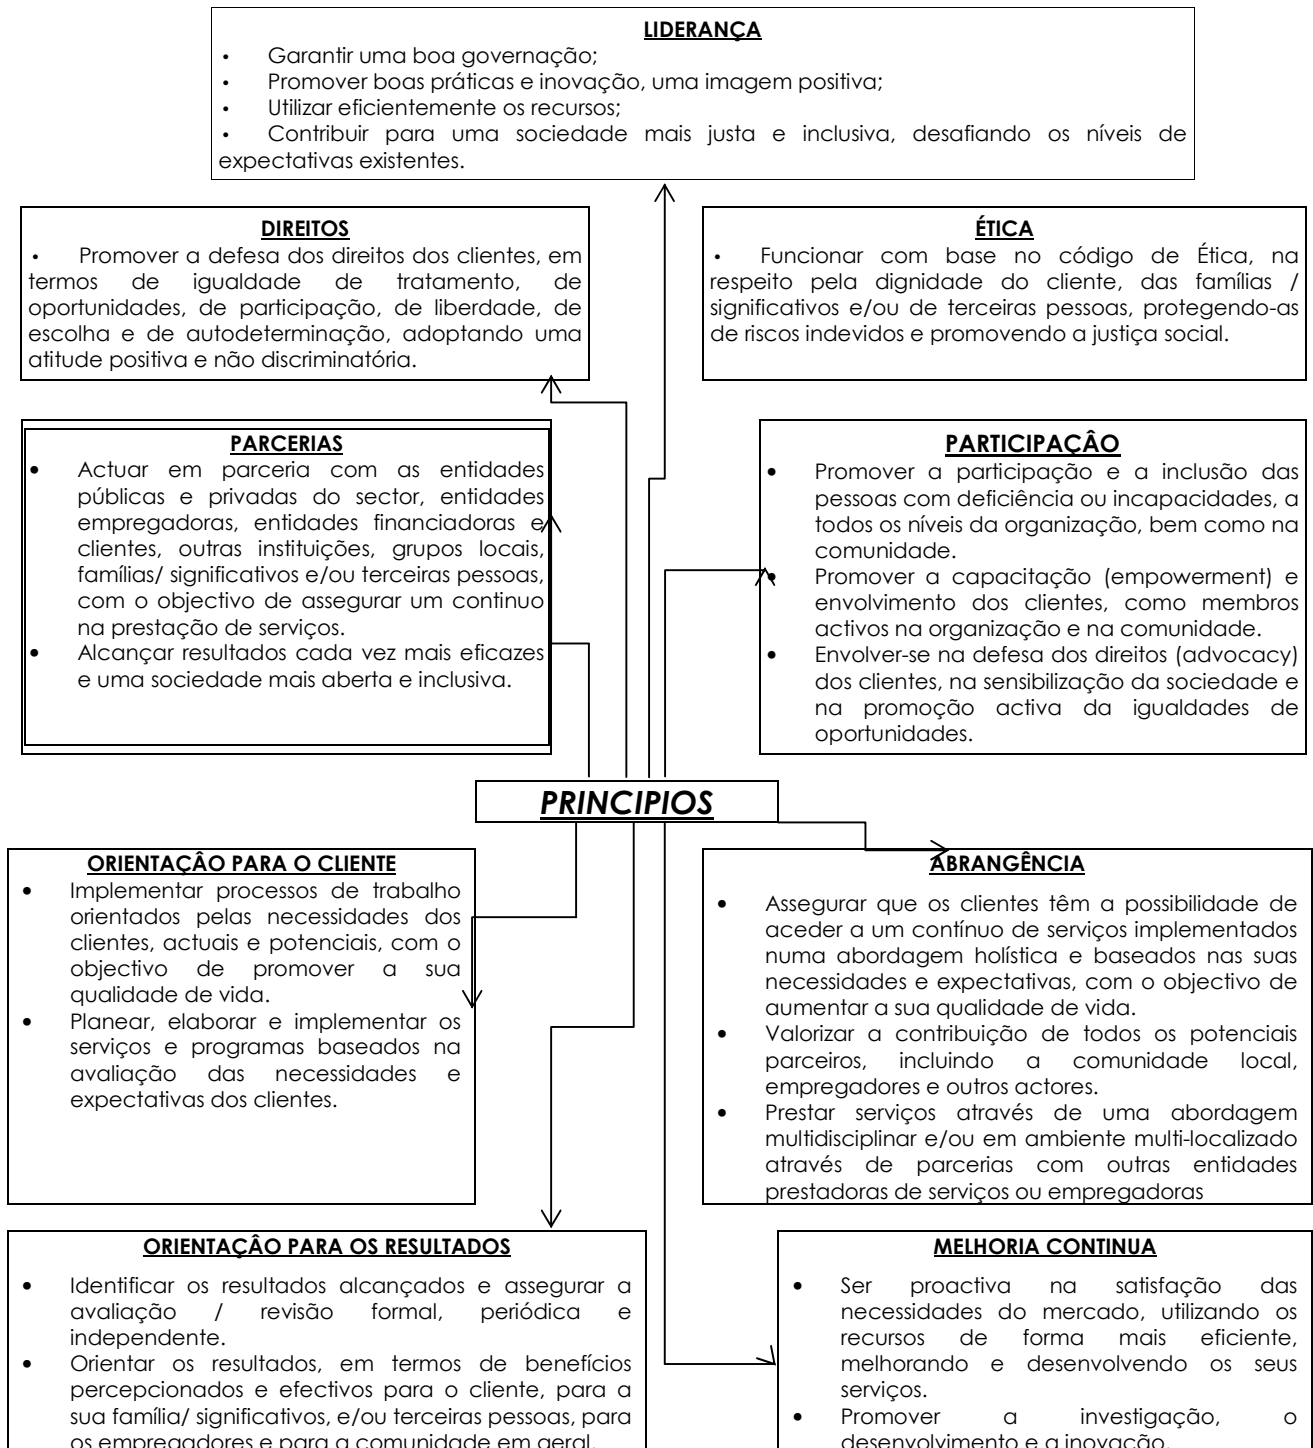 LIDERANÇA
• Garantir uma boa governação;
• Promover boas práticas e inovação, uma imagem positiva;
• Utilizar eficientemente os recursos;
• Contribuir para uma sociedade mais justa e inclusiva, desafiando os níveis de
expectativas existentes.
DIREITOS
• Promover a defesa dos direitos dos clientes, em
termos de igualdade de tratamento, de
oportunidades, de participação, de liberdade, de
escolha e de autodeterminação, adoptando uma
atitude positiva e não discriminatória.
ÉTICA
• Funcionar com base no código de Ética, na
respeito pela dignidade do cliente, das famílias /
significativos e/ou de terceiras pessoas, protegendo-as
de riscos indevidos e promovendo a justiça social.
PARCERIAS
• Actuar em parceria com as entidades
públicas e privadas do sector, entidades
empregadoras, entidades financiadoras e
clientes, outras instituições, grupos locais,
famílias/ significativos e/ou terceiras pessoas,
com o objectivo de assegurar um continuo
na prestação de serviços.
• Alcançar resultados cada vez mais eficazes
e uma sociedade mais aberta e inclusiva.
PARTICIPAÇÂO
• Promover a participação e a inclusão das
pessoas com deficiência ou incapacidades, a
todos os níveis da organização, bem como na
comunidade.
• Promover a capacitação (empowerment) e
envolvimento dos clientes, como membros
activos na organização e na comunidade.
• Envolver-se na defesa dos direitos (advocacy)
dos clientes, na sensibilização da sociedade e
na promoção activa da igualdades de
oportunidades.
PRINCIPIOS
ORIENTAÇÂO PARA O CLIENTE
• Implementar processos de trabalho
orientados pelas necessidades dos
clientes, actuais e potenciais, com o
objectivo de promover a sua
qualidade de vida.
• Planear, elaborar e implementar os
serviços e programas baseados na
avaliação das necessidades e
expectativas dos clientes.
ABRANGÊNCIA
• Assegurar que os clientes têm a possibilidade de
aceder a um contínuo de serviços implementados
numa abordagem holística e baseados nas suas
necessidades e expectativas, com o objectivo de
aumentar a sua qualidade de vida.
• Valorizar a contribuição de todos os potenciais
parceiros, incluindo a comunidade local,
empregadores e outros actores.
• Prestar serviços através de uma abordagem
multidisciplinar e/ou em ambiente multi-localizado
através de parcerias com outras entidades
prestadoras de serviços ou empregadoras
ORIENTAÇÂO PARA OS RESULTADOS
• Identificar os resultados alcançados e assegurar a
avaliação / revisão formal, periódica e
independente.
• Orientar os resultados, em termos de benefícios
percepcionados e efectivos para o cliente, para a
sua família/ significativos, e/ou terceiras pessoas, para
os empregadores e para a comunidade em geral.
MELHORIA CONTINUA
• Ser proactiva na satisfação das
necessidades do mercado, utilizando os
recursos de forma mais eficiente,
melhorando e desenvolvendo os seus
serviços.
• Promover a investigação, o
desenvolvimento e a inovação.